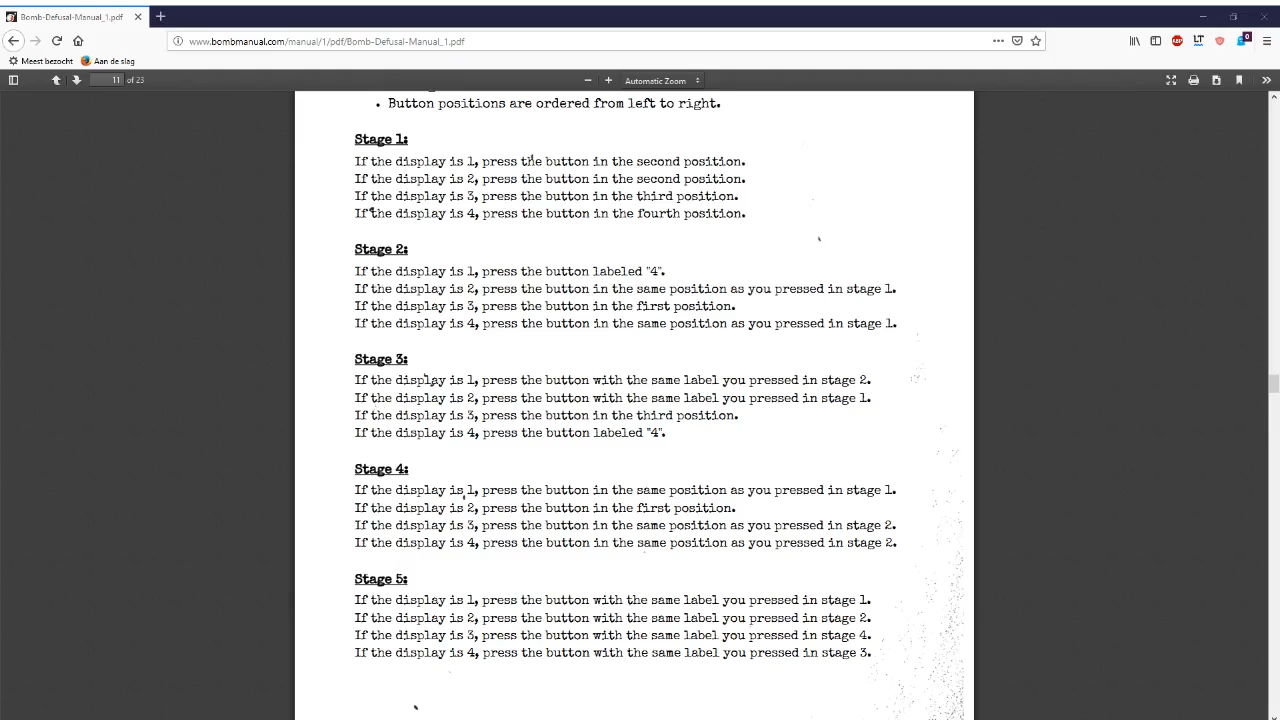 Bomb-Defusal-Manual_1.pdf
www.bombmanual.com/manual/1/pdf/Bomb-Defusal-Manual_1.pdf
ABP
LT
0
Meest bezocht
Aan de slag
11 of 23
Automatic Zoom
• Button positions are ordered from left to right.
Stage 1:
If the display is 1, press the button in the second position.
If the display is 2, press the button in the second position.
If the display is 3, press the button in the third position.
If the display is 4, press the button in the fourth position.
Stage 2:
If the display is 1, press the button labeled "4".
If the display is 2, press the button in the same position as you pressed in stage 1.
If the display is 3, press the button in the first position.
If the display is 4, press the button in the same position as you pressed in stage 1.
Stage 3:
If the display is 1, press the button with the same label you pressed in stage 2.
If the display is 2, press the button with the same label you pressed in stage 1.
If the display is 3, press the button in the third position.
If the display is 4, press the button labeled "4".
Stage 4:
If the display is 1, press the button in the same position as you pressed in stage 1.
If the display is 2, press the button in the first position.
If the display is 3, press the button in the same position as you pressed in stage 2.
If the display is 4, press the button in the same position as you pressed in stage 2.
Stage 5:
If the display is 1, press the button with the same label you pressed in stage 1.
If the display is 2, press the button with the same label you pressed in stage 2.
If the display is 3, press the button with the same label you pressed in stage 4.
If the display is 4, press the button with the same label you pressed in stage 3.